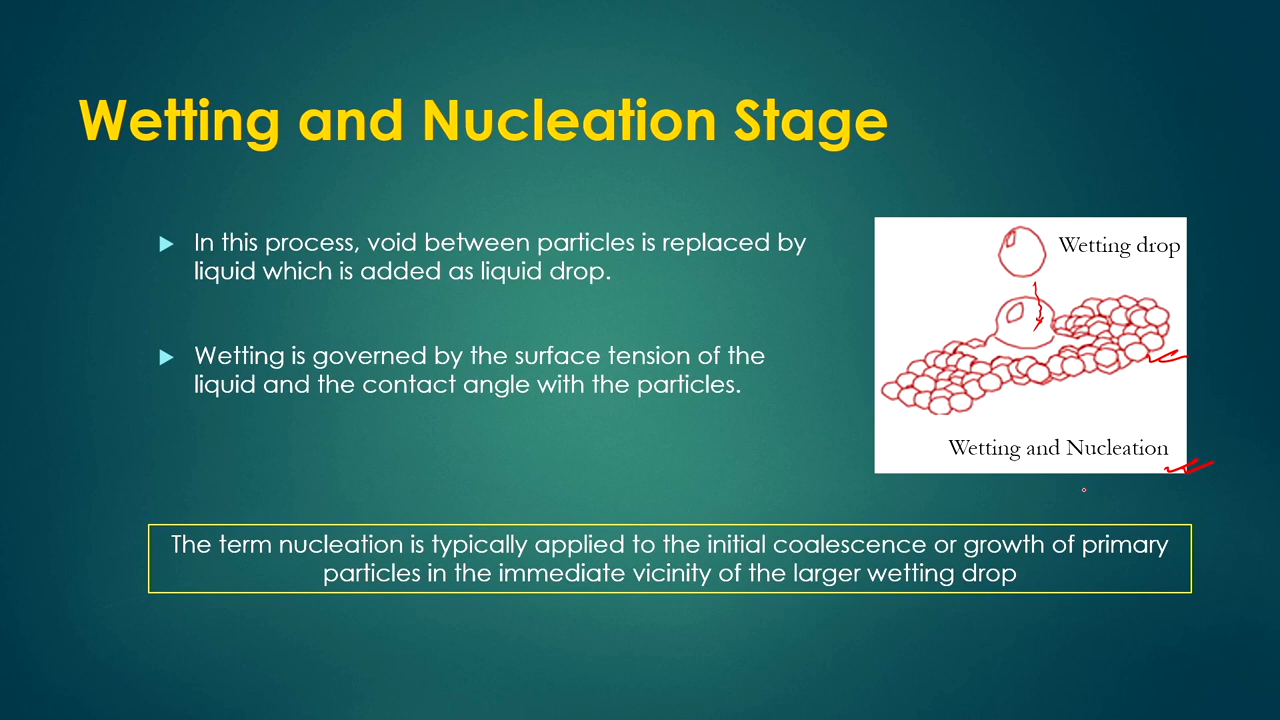 Wetting and Nucleation Stage
In this process, void between particles is replaced by
liquid which is added as liquid drop.
Wetting is governed by the surface tension of the
liquid and the contact angle with the particles.
Wetting drop
Wetting and Nucleation
The term nucleation is typically applied to the initial coalescence or growth of primary
particles in the immediate vicinity of the larger wetting drop